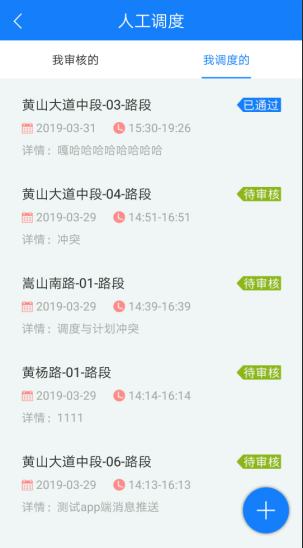 人工调度
我审核的 我调度的
黄山大道中段-03-路段 已通过
2019-03-31 15:30-19:26
详情：嘎哈哈哈哈哈哈哈哈
黄山大道中段-04-路段 待审核
2019-03-29 14:51-16:51
详情：冲突
嵩山南路-01-路段 待审核
2019-03-29 14:39-16:39
详情：调度与计划冲突
黄杨路-01-路段 待审核
2019-03-29 14:14-16:14
详情：1111
黄山大道中段-06-路段 待审核
2019-03-29 14:13-16:13
详情：测试app端消息推送